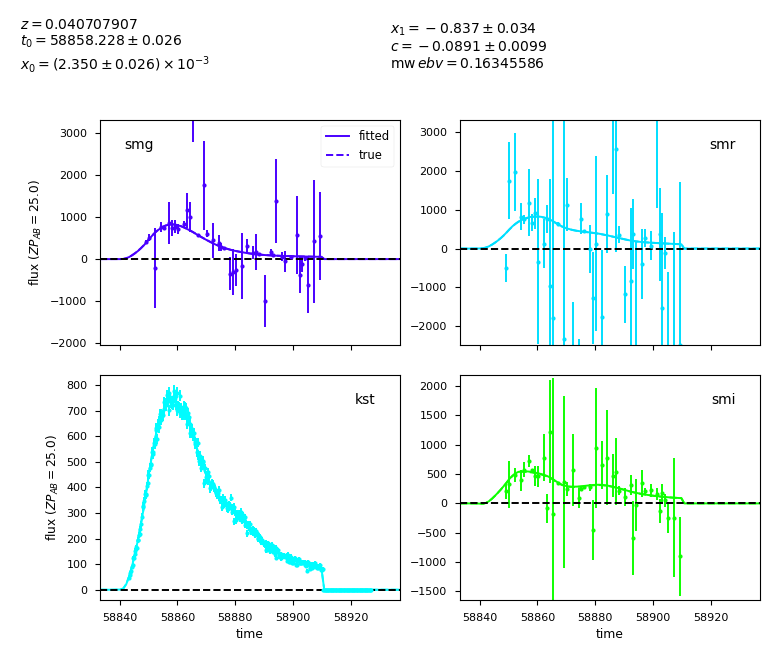 z = 0.040707907
t₀ = 58858.228 ± 0.026
x₀ = (2.350 ± 0.026) × 10⁻³
x₁ = −0.837 ± 0.034
c = −0.0891 ± 0.0099
mw ebv = 0.16345586
smg
fitted
true
flux (ZP_AB = 25.0)
3000
2000
1000
0
−1000
−2000
smr
3000
2000
1000
0
−1000
−2000
kst
flux (ZP_AB = 25.0)
800
700
600
500
400
300
200
100
0
58840 58860 58880 58900 58920
time
smi
2000
1500
1000
500
0
−500
−1000
−1500
58840 58860 58880 58900 58920
time